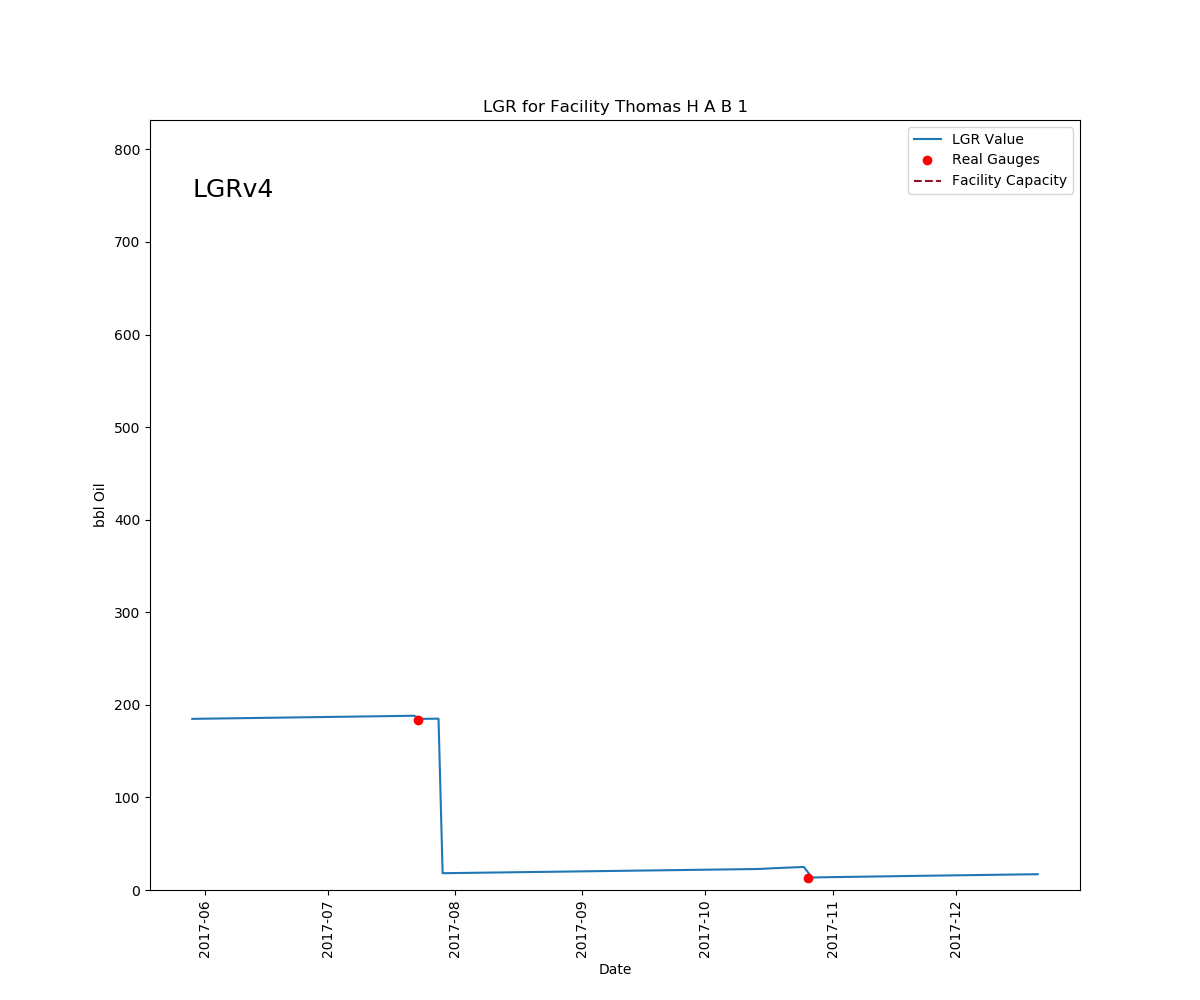 LGR for Facility Thomas H A B 1
LGR Value
Real Gauges
Facility Capacity
LGRv4
800
700
600
500
400
300
200
100
0
bbl Oil
2017-06
2017-07
2017-08
2017-09
2017-10
2017-11
2017-12
Date